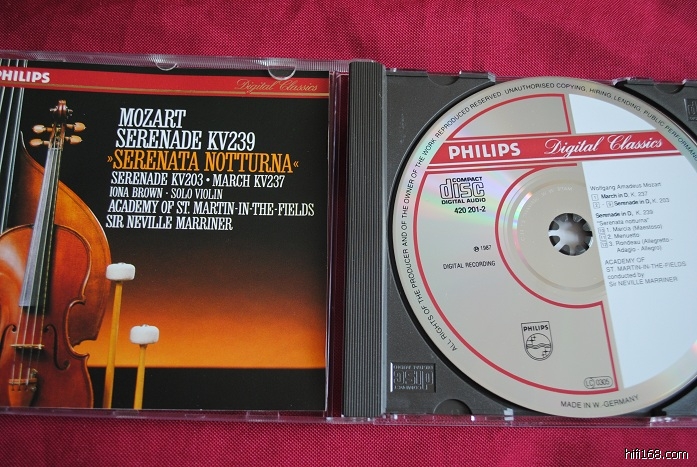 PHILIPS
Digital Classics
MOZART
SERENADE KV239
»SERENATA NOTTURNA«
SERENADE KV203 • MARCH KV237
IONA BROWN • SOLO VIOLIN
ACADEMY OF ST. MARTIN-IN-THE-FIELDS
SIR NEVILLE MARRINER
ALL RIGHTS OF THE PRODUCER AND OF THE OWNER OF THE WORK REPRODUCED RESERVED. UNAUTHORISED COPYING, HIRING, LENDING, PUBLIC PERFORMANCE
PHILIPS Digital Classics
COMPACT
disc
DIGITAL AUDIO
420 201-2
℗ 1987
DIGITAL RECORDING
Wolfgang Amadeus Mozart
March in D, K. 237
Serenade in D, K. 203
Serenade in D, K. 239
"Serenata notturna"
1. Marcia (Maestoso)
2. Menuetto
3. Rondeau (Allegretto -
Adagio - Allegro)
ACADEMY OF
ST. MARTIN-IN-THE-FIELDS
conducted by
Sir NEVILLE MARRINER
PHILIPS
MADE IN W.-GERMANY
hifi168.com